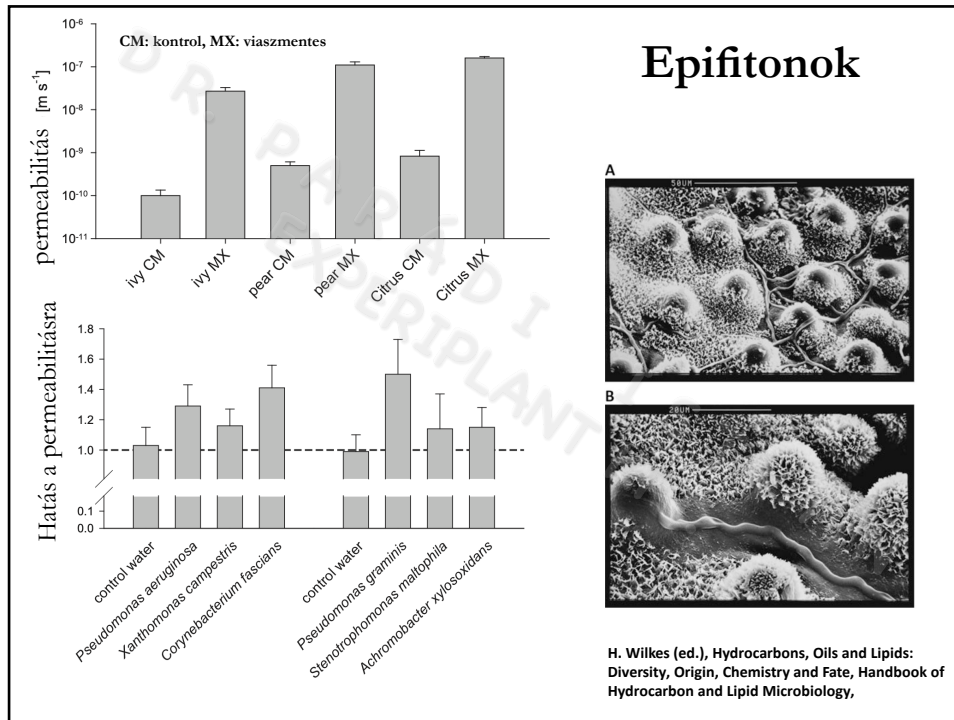 Epifitonok
CM: kontrol, MX: viaszmentes
permeabilitás [m s⁻¹]
10⁻⁶
10⁻⁷
10⁻⁸
10⁻⁹
10⁻¹⁰
10⁻¹¹
ivy CM
ivy MX
pear CM
pear MX
Citrus CM
Citrus MX
Hatás a permeabilitásra
1.8
1.6
1.4
1.2
1.0
0.1
0.0
control water
Pseudomonas aeruginosa
Xanthomonas campestris
Corynebacterium fascians
control water
Pseudomonas graminis
Stenotrophomonas maltophila
Achromobacter xylosoxidans
A
50UM
B
20UM
H. Wilkes (ed.), Hydrocarbons, Oils and Lipids:
Diversity, Origin, Chemistry and Fate, Handbook of
Hydrocarbon and Lipid Microbiology,
DR. PARÁDI
EXPERIPLANT